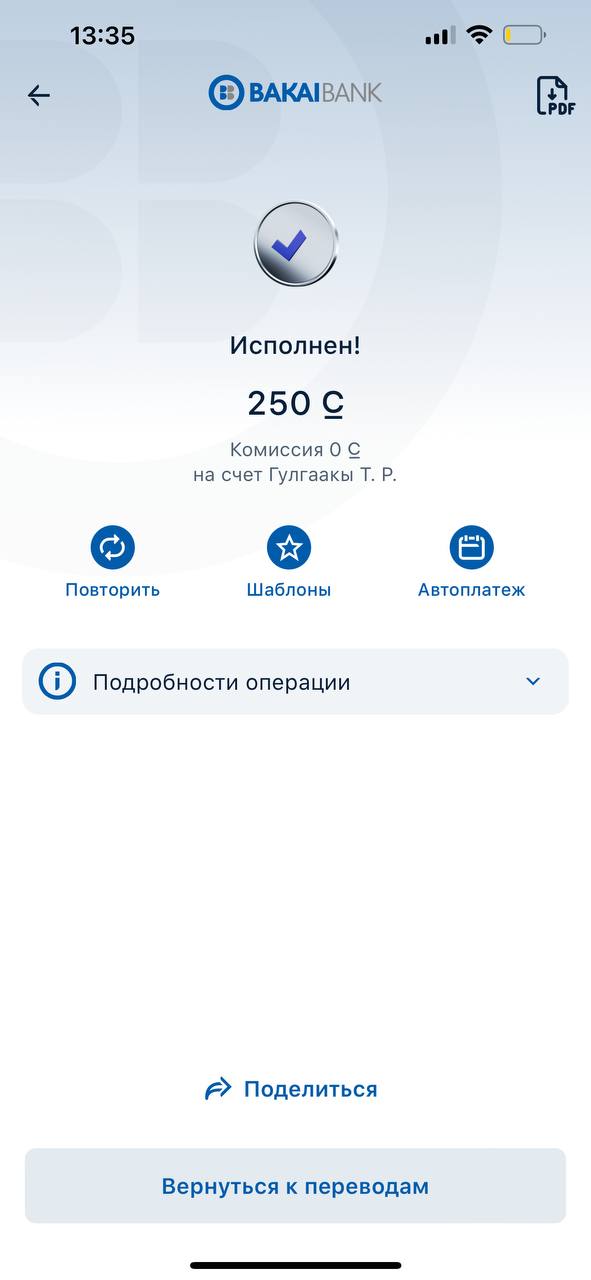 13:35
BAKAIBANK
PDF
Исполнен!
250 С
Комиссия 0 С
на счет Гулгаакы Т. Р.
Повторить
Шаблоны
Автоплатеж
Подробности операции
Поделиться
Вернуться к переводам